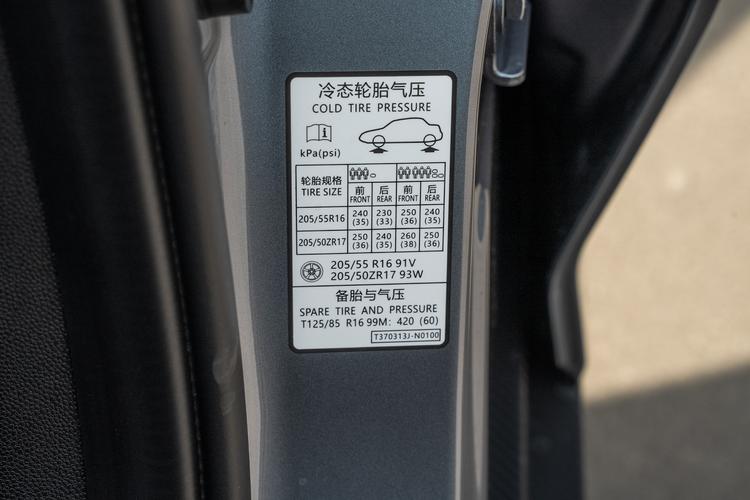 冷态轮胎气压
COLD TIRE PRESSURE
kPa(psi)
轮胎规格
TIRE SIZE
前 后 前 后
FRONT REAR FRONT REAR
205/55R16 240 (35) 230 (33) 250 (36) 240 (35)
205/50ZR17 250 (36) 240 (35) 260 (38) 250 (36)
205/55 R16 91V
205/50ZR17 93W
备胎与气压
SPARE TIRE AND PRESSURE
T125/85 R16 99M: 420 (60)
T370313J-N0100